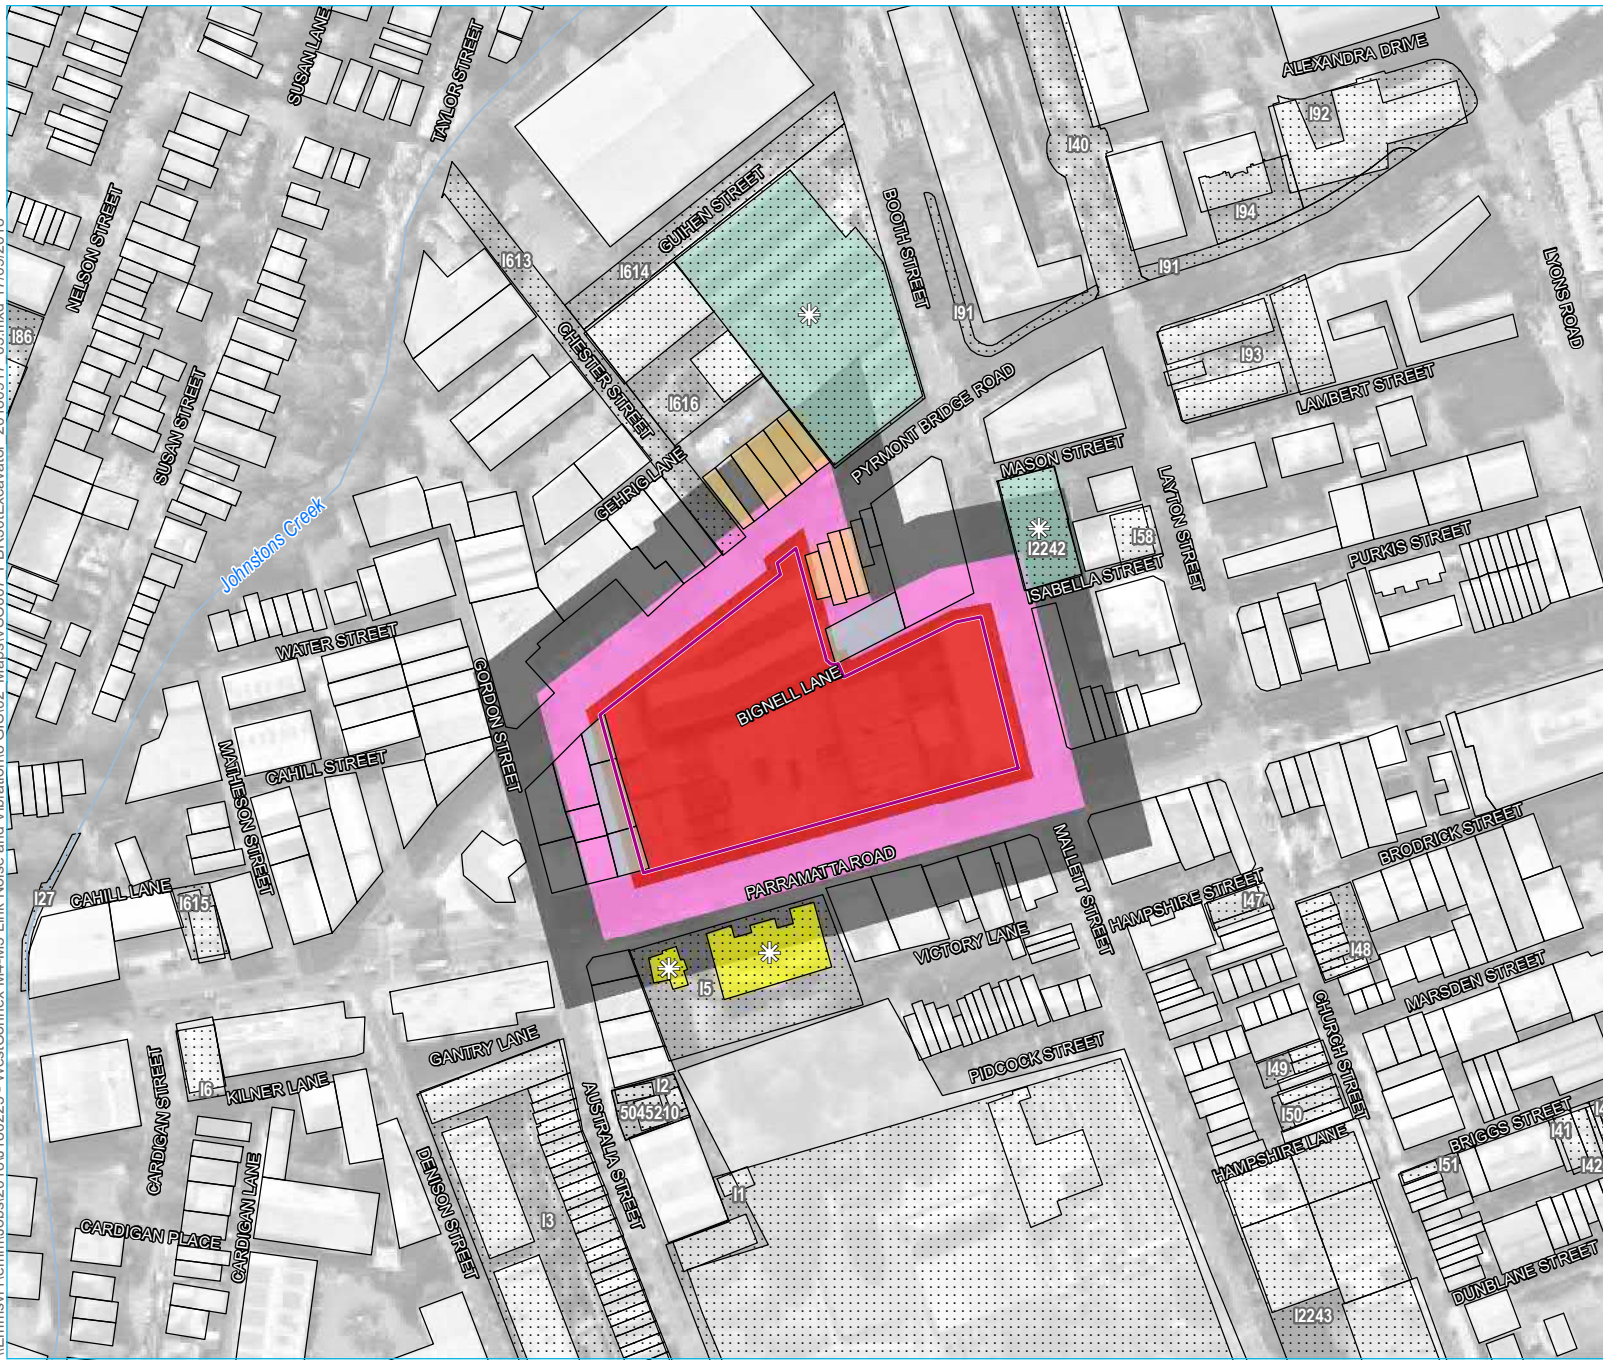 SUSAN LANE
TAYLOR STREET
ALEXANDRA DRIVE
I92
I40
NELSON STREET
GUIHEN STREET
BOOTH STREET
I94
I613
I614
I91
LYONS ROAD
I91
I86
CHESTER STREET
I93
SUSAN STREET
I616
PYRMONT BRIDGE ROAD
LAMBERT STREET
MASON STREET
GEHRIG LANE
LAYTON STREET
Johnstons Creek
I2242
I58
PURKIS STREET
ISABELLA STREET
WATER STREET
GORDON STREET
BIGNELL LANE
MATHESON STREET
CAHILL STREET
MALLETT STREET
BRODRICK STREET
PARRAMATTA ROAD
CAHILL LANE
I27
I615
HAMPSHIRE STREET
I47
VICTORY LANE
I48
I5
MARSDEN STREET
CHURCH STREET
GANTRY LANE
PIDCOCK STREET
CARDIGAN STREET
I6
KILNER LANE
I2
5045210
AUSTRALIA STREET
I49
I50
BRIGGS STREET
I41
HAMPSHIRE LANE
I51
I42
DENISON STREET
CARDIGAN LANE
I1
I3
CARDIGAN PLACE
DUNBLANE STREET
I2243